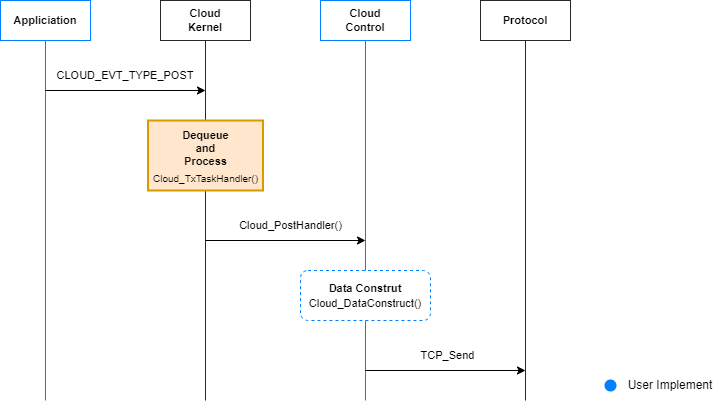 Appliciation
Cloud
Kernel
Cloud
Control
Protocol
CLOUD_EVT_TYPE_POST
Dequeue
and
Process
Cloud_TxTaskHandler()
Cloud_PostHandler()
Data Construt
Cloud_DataConstruct()
TCP_Send
User Implement